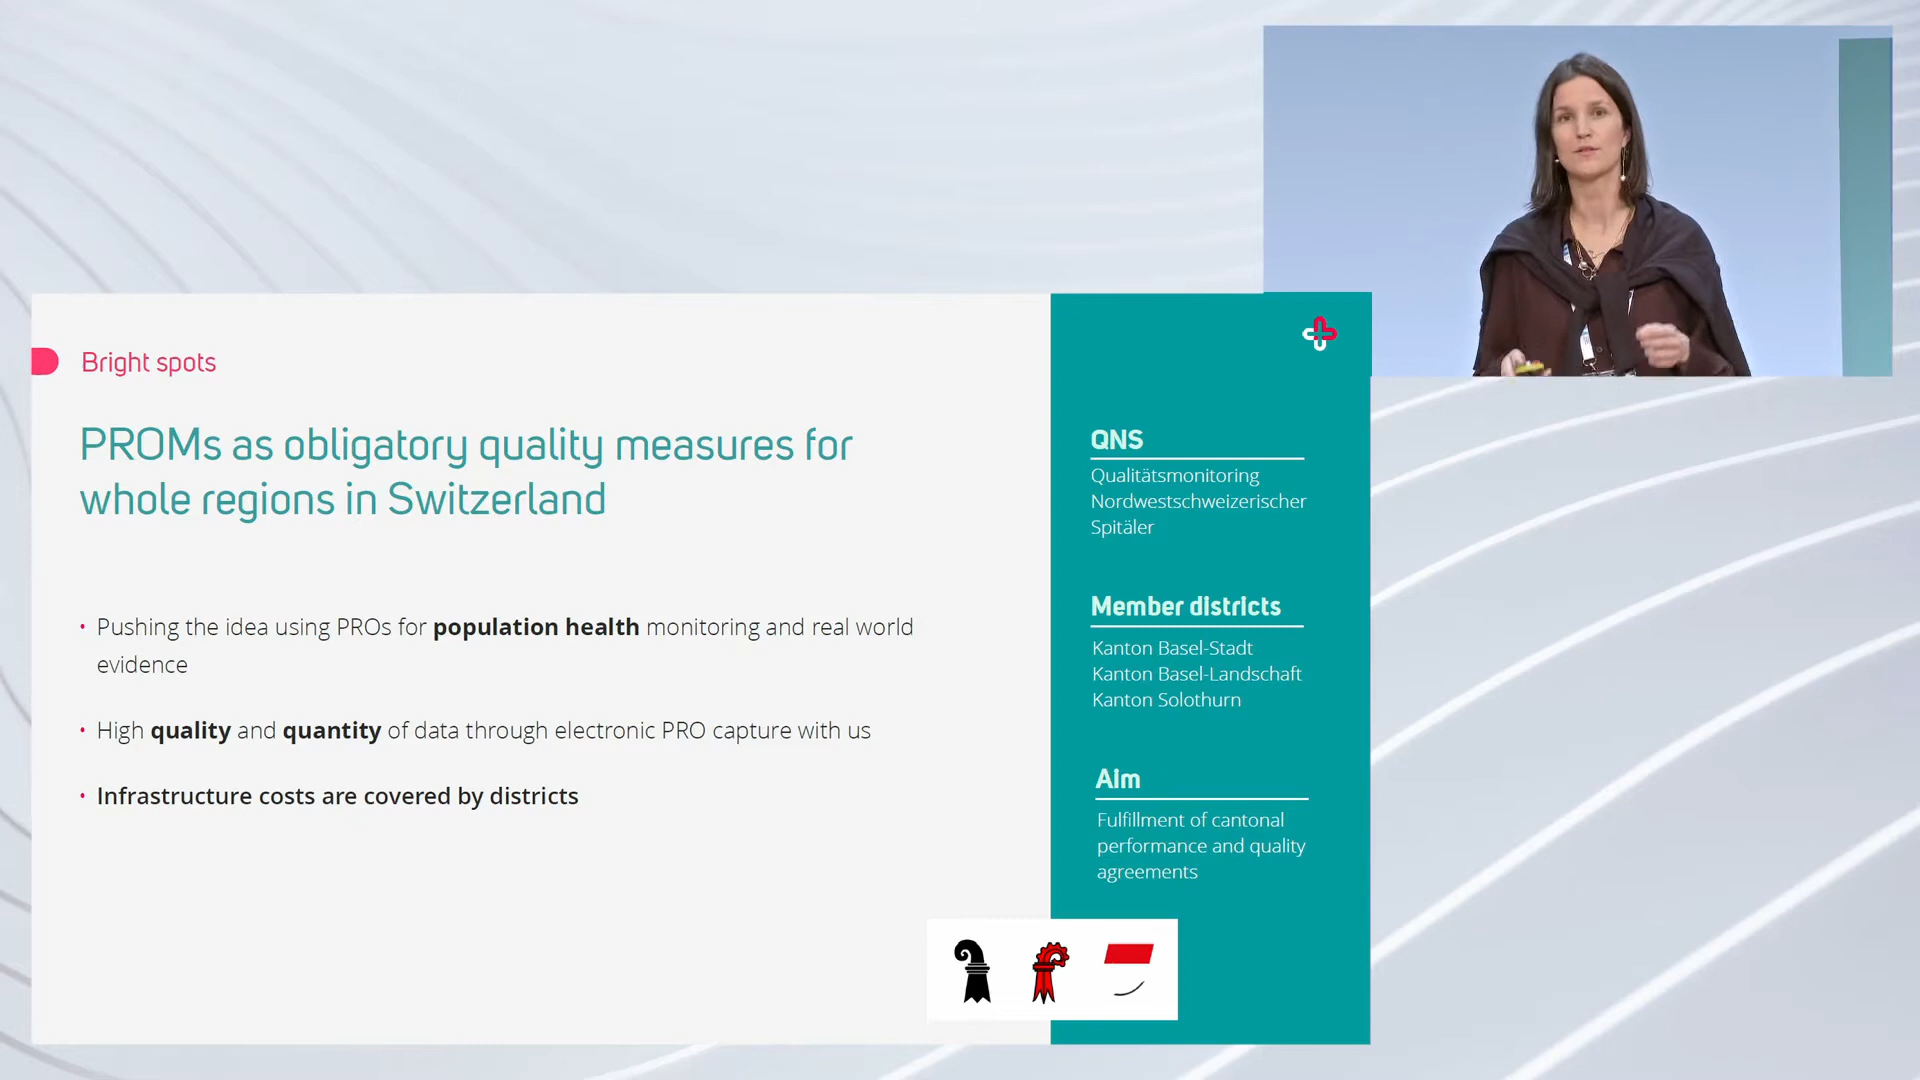 Bright spots
PROMs as obligatory quality measures for
whole regions in Switzerland
• Pushing the idea using PROs for population health monitoring and real world
evidence
• High quality and quantity of data through electronic PRO capture with us
• Infrastructure costs are covered by districts
QNS
Qualitätsmonitoring
Nordwestschweizerischer
Spitäler
Member districts
Kanton Basel-Stadt
Kanton Basel-Landschaft
Kanton Solothurn
Aim
Fulfillment of cantonal
performance and quality
agreements